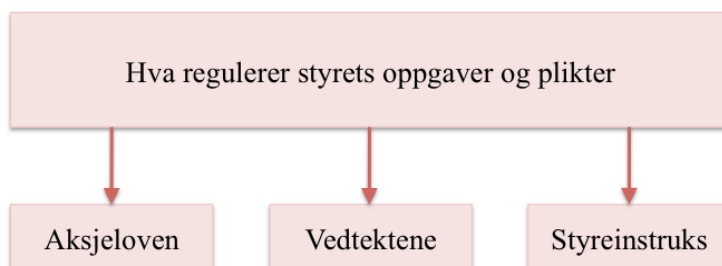 Hva regulerer styrets oppgaver og plikter
Aksjeloven
Vedtektene
Styreinstruks